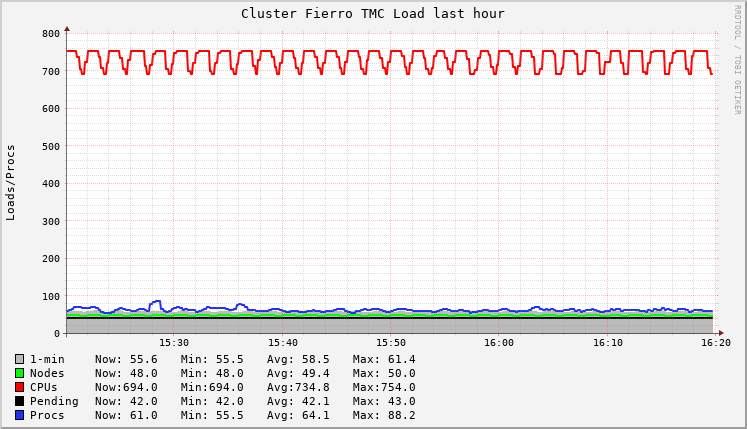 Cluster Fierro TMC Load last hour
RRDTOOL / TOBI OETIKER
Loads/Procs
800
700
600
500
400
300
200
100
0
15:30 15:40 15:50 16:00 16:10 16:20
1-min Now: 55.6 Min: 55.5 Avg: 58.5 Max: 61.4
Nodes Now: 48.0 Min: 48.0 Avg: 49.4 Max: 50.0
CPUs Now:694.0 Min:694.0 Avg:734.8 Max:754.0
Pending Now: 42.0 Min: 42.0 Avg: 42.1 Max: 43.0
Procs Now: 61.0 Min: 55.5 Avg: 64.1 Max: 88.2